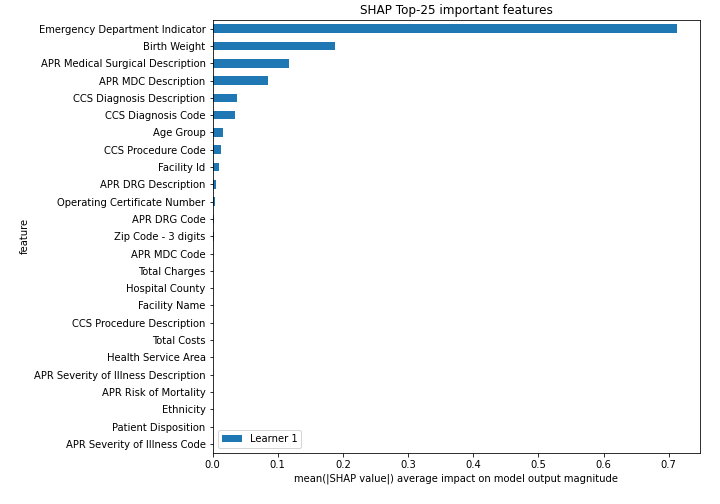 SHAP Top-25 important features
Emergency Department Indicator
Birth Weight
APR Medical Surgical Description
APR MDC Description
CCS Diagnosis Description
CCS Diagnosis Code
Age Group
CCS Procedure Code
Facility Id
APR DRG Description
Operating Certificate Number
APR DRG Code
Zip Code - 3 digits
APR MDC Code
Total Charges
Hospital County
Facility Name
CCS Procedure Description
Total Costs
Health Service Area
APR Severity of Illness Description
APR Risk of Mortality
Ethnicity
Patient Disposition
APR Severity of Illness Code
feature
Learner 1
0.0 0.1 0.2 0.3 0.4 0.5 0.6 0.7
mean(|SHAP value|) average impact on model output magnitude